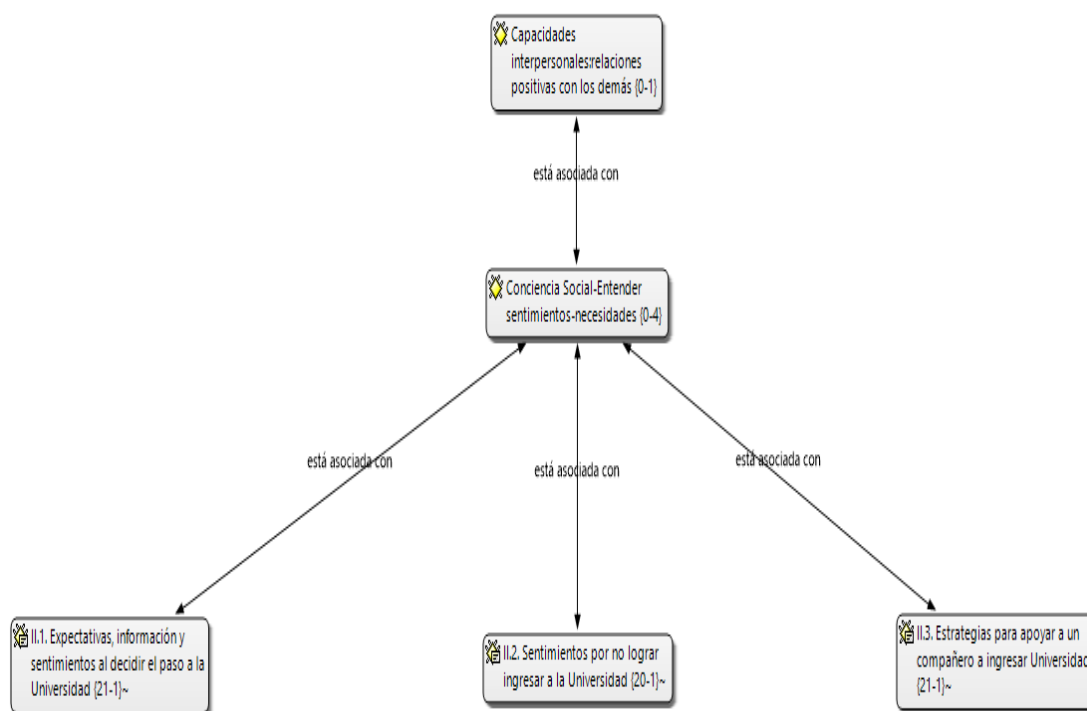 Capacidades
interpersonales:relaciones
positivas con los demás {0-1}
está asociada con
Conciencia Social-Entender
sentimientos-necesidades {0-4}
está asociada con
está asociada con
está asociada con
II.1. Expectativas, información y
sentimientos al decidir el paso a la
Universidad {21-1}~
II.2. Sentimientos por no lograr
ingresar a la Universidad {20-1}~
II.3. Estrategias para apoyar a un
compañero a ingresar Universidad
{21-1}~